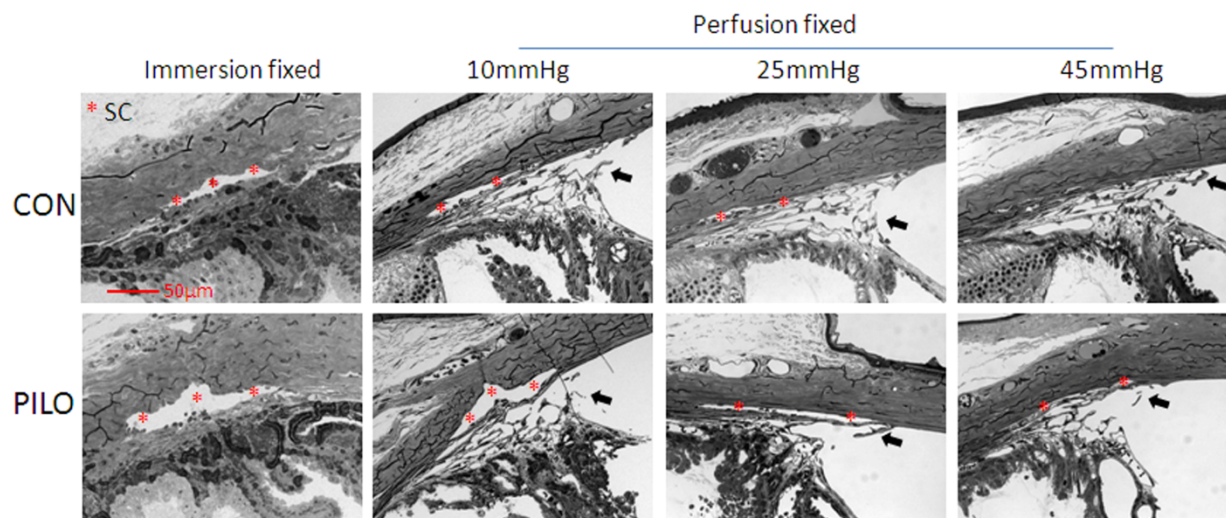 Perfusion fixed
Immersion fixed 10mmHg 25mmHg 45mmHg
* SC
CON
50µm
PILO